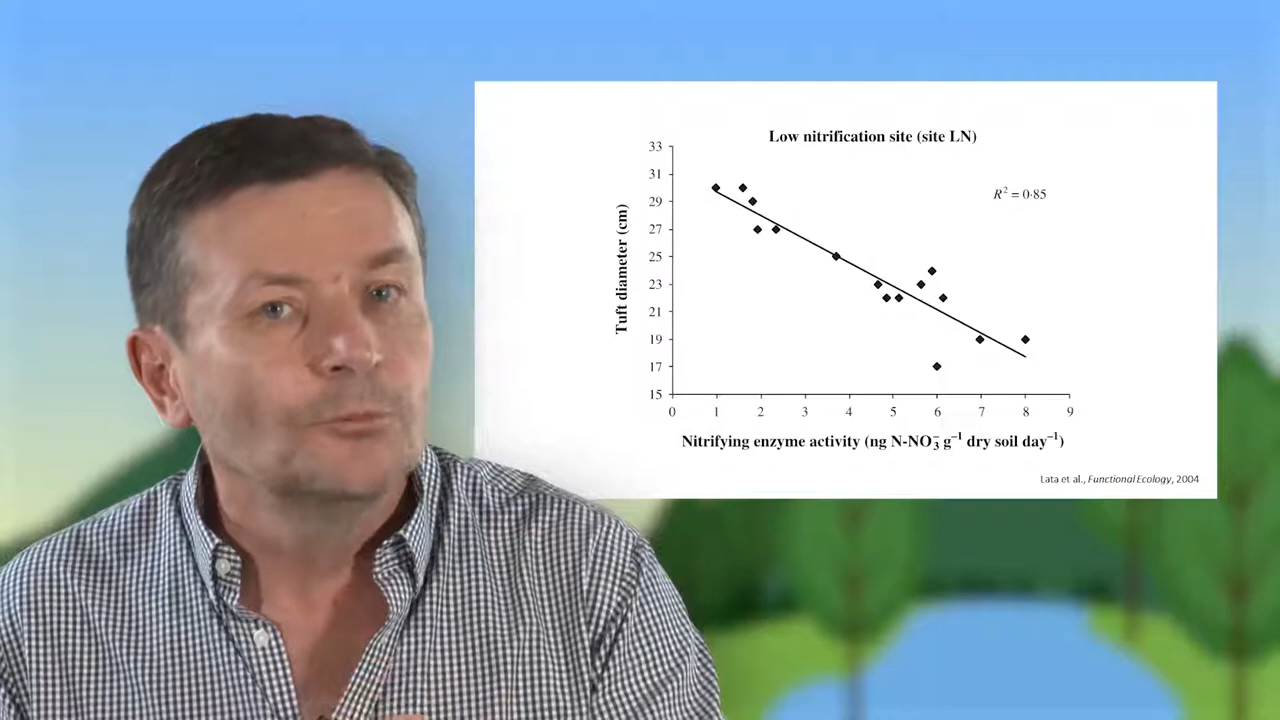 Low nitrification site (site LN)
33
31
29
27
25
23
21
19
17
15
Tuft diameter (cm)
R² = 0·85
0 1 2 3 4 5 6 7 8 9
Nitrifying enzyme activity (ng N-NO₃⁻ g⁻¹ dry soil day⁻¹)
Lata et al., Functional Ecology, 2004